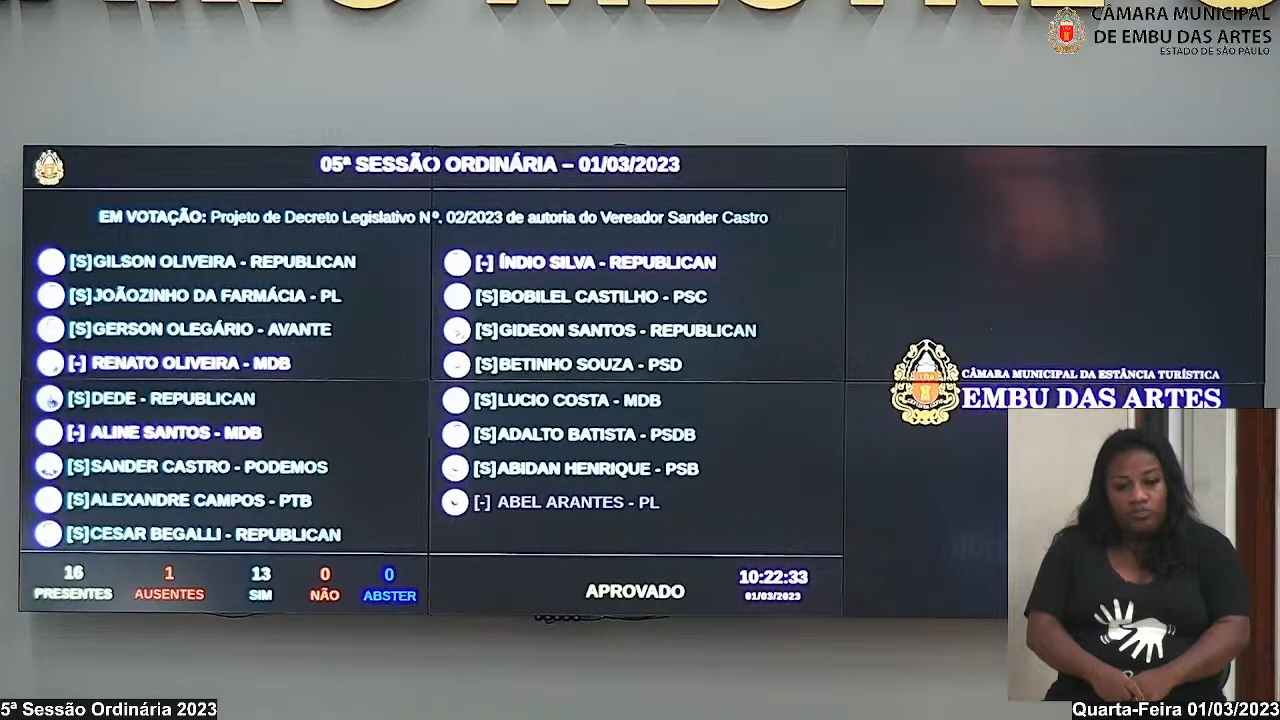 CÂMARA MUNICIPAL
DE EMBU DAS ARTES
ESTADO DE SÃO PAULO
05ª SESSÃO ORDINÁRIA – 01/03/2023
EM VOTAÇÃO: Projeto de Decreto Legislativo Nº. 02/2023 de autoria do Vereador Sander Castro
[S]GILSON OLIVEIRA - REPUBLICAN
[S]JOÃOZINHO DA FARMÁCIA - PL
[S]GERSON OLEGÁRIO - AVANTE
[-] RENATO OLIVEIRA - MDB
[S]DEDE - REPUBLICAN
[-] ALINE SANTOS - MDB
[S]SANDER CASTRO - PODEMOS
[S]ALEXANDRE CAMPOS - PTB
[S]CESAR BEGALLI - REPUBLICAN
[-] ÍNDIO SILVA - REPUBLICAN
[S]BOBILEL CASTILHO - PSC
[S]GIDEON SANTOS - REPUBLICAN
[S]BETINHO SOUZA - PSD
[S]LUCIO COSTA - MDB
[S]ADALTO BATISTA - PSDB
[S]ABIDAN HENRIQUE - PSB
[-] ABEL ARANTES - PL
16 1 13 0 0
PRESENTES AUSENTES SIM NÃO ABSTER
APROVADO
10:22:33
01/03/2023
CÂMARA MUNICIPAL DA ESTÂNCIA TURÍSTICA
EMBU DAS ARTES
5ª Sessão Ordinária 2023
Quarta-Feira 01/03/2023